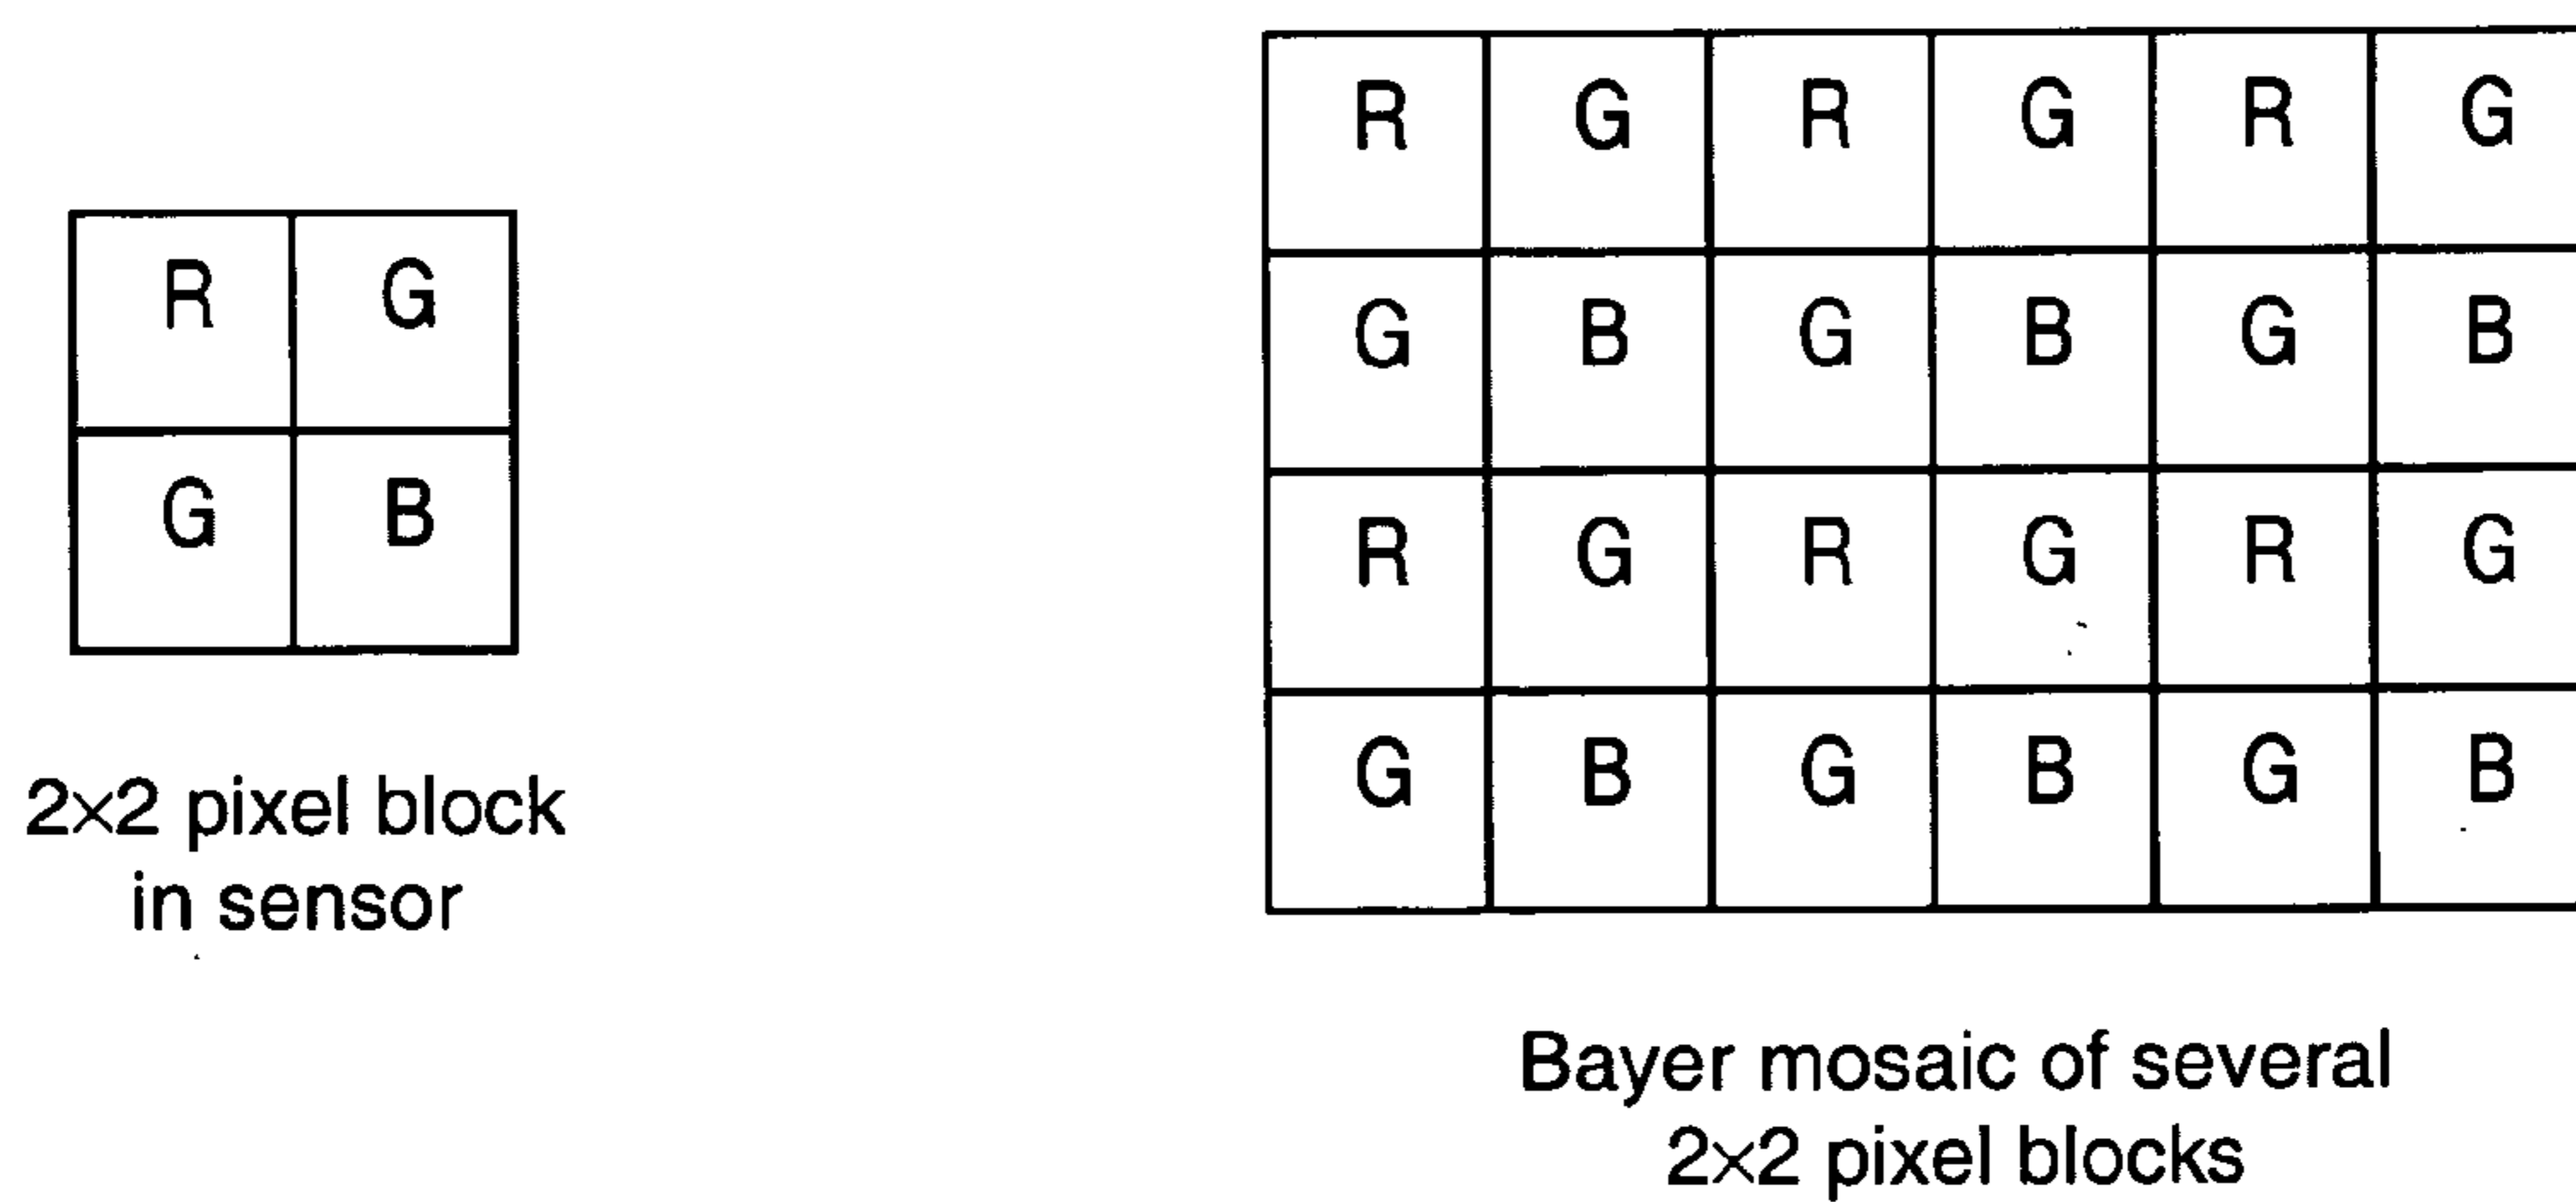 R G
G B
2×2 pixel block
in sensor
R G R G R G
G B G B G B
R G R G R G
G B G B G B
Bayer mosaic of several
2×2 pixel blocks